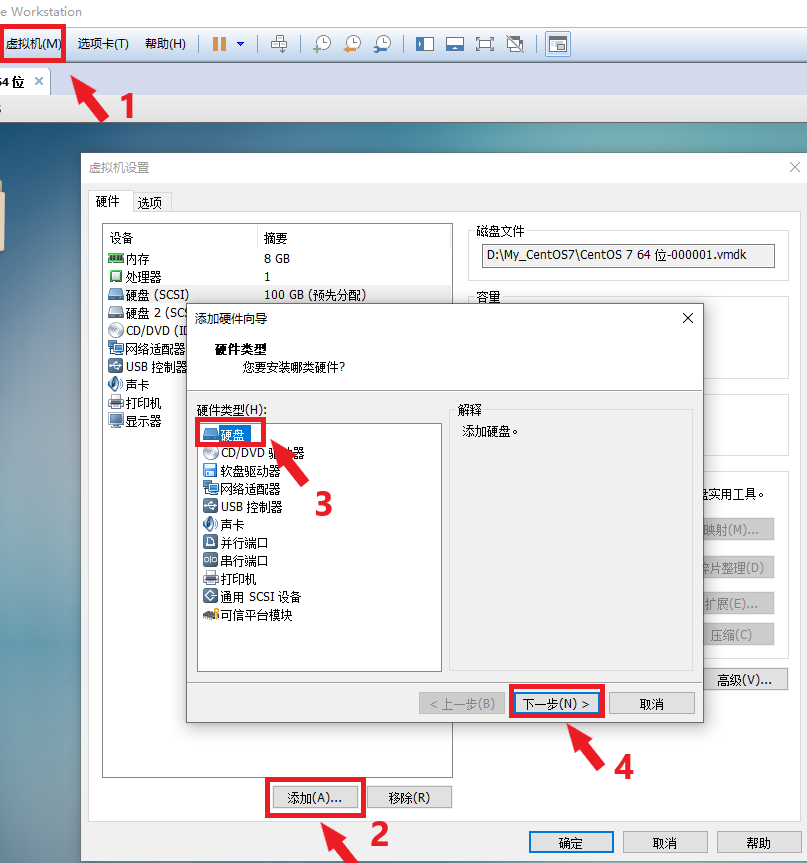 e Workstation
虚拟机(M) 选项卡(T) 帮助(H)
64 位
1
虚拟机设置
硬件 选项
设备 摘要
内存 8 GB
处理器 1
硬盘 (SCSI) 100 GB (预先分配)
硬盘 2 (SCS
CD/DVD (ID
网络适配器
USB 控制器
声卡
打印机
显示器
磁盘文件
D:\My_CentOS7\CentOS 7 64 位-000001.vmdk
容量
盘实用工具。
映射(M)...
碎片整理(D)
扩展(E)...
压缩(C)
高级(V)...
添加硬件向导
硬件类型
您要安装哪类硬件?
硬件类型(H):
硬盘
CD/DVD 驱动器
软盘驱动器
网络适配器
USB 控制器
声卡
并行端口
串行端口
打印机
通用 SCSI 设备
可信平台模块
3
解释
添加硬盘。
< 上一步(B) 下一步(N) > 取消
4
添加(A)... 移除(R)
2
确定 取消 帮助